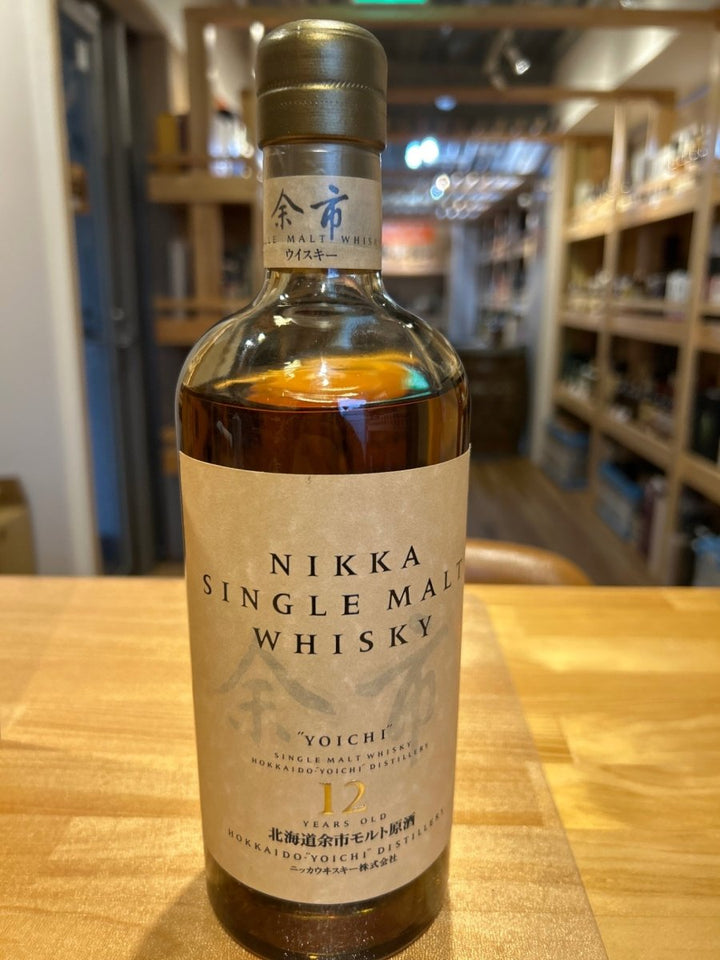 余市
SINGLE MALT WHISKY
ウイスキー
NIKKA
SINGLE MALT
WHISKY
余市
"YOICHI"
SINGLE MALT WHISKY
HOKKAIDO-"YOICHI" DISTILLERY
12
YEARS OLD
北海道余市モルト原酒
HOKKAIDO-"YOICHI" DISTILLERY
ニッカウヰスキー株式会社